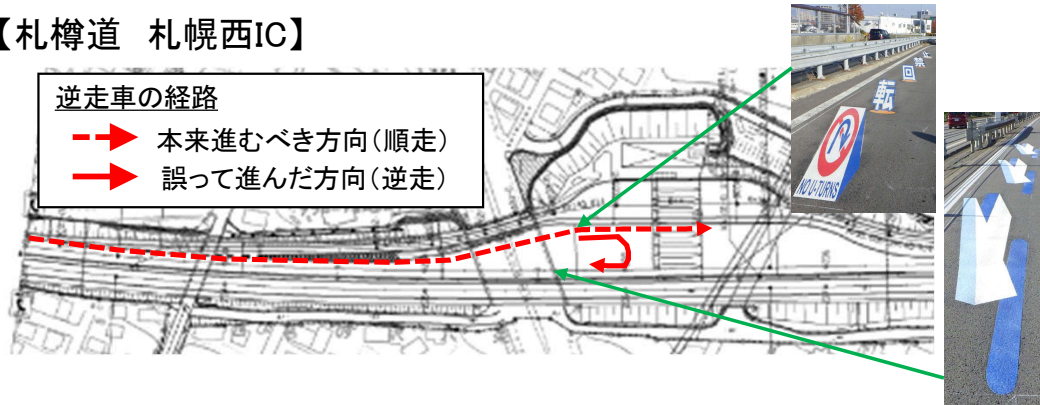 【札樽道 札幌西IC】
逆走車の経路
本来進むべき方向(順走)
誤って進んだ方向(逆走)
転
回
禁
止
NO U-TURNS